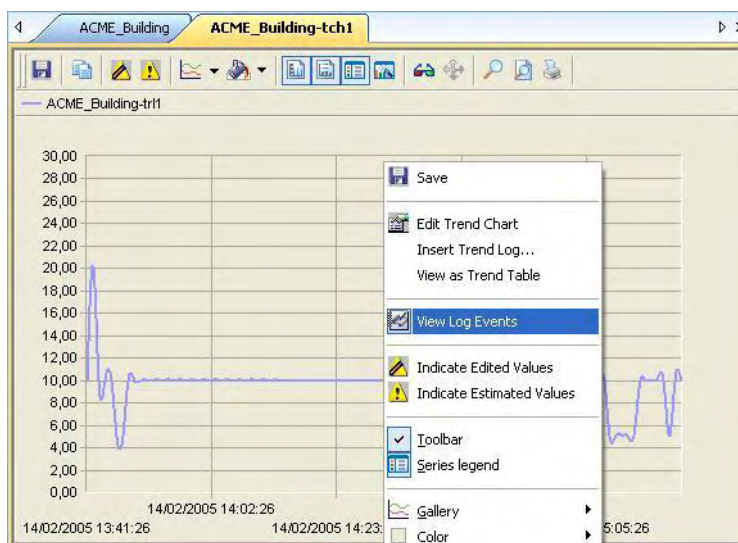 ACME_Building
ACME_Building-tch1
ACME_Building-trl1
30,00
28,00
26,00
24,00
22,00
20,00
18,00
16,00
14,00
12,00
10,00
8,00
6,00
4,00
2,00
0,00
14/02/2005 14:02:26
14/02/2005 13:41:26
14/02/2005 14:23:
5:05:26
Save
Edit Trend Chart
Insert Trend Log...
View as Trend Table
View Log Events
Indicate Edited Values
Indicate Estimated Values
Toolbar
Series legend
Gallery
Color